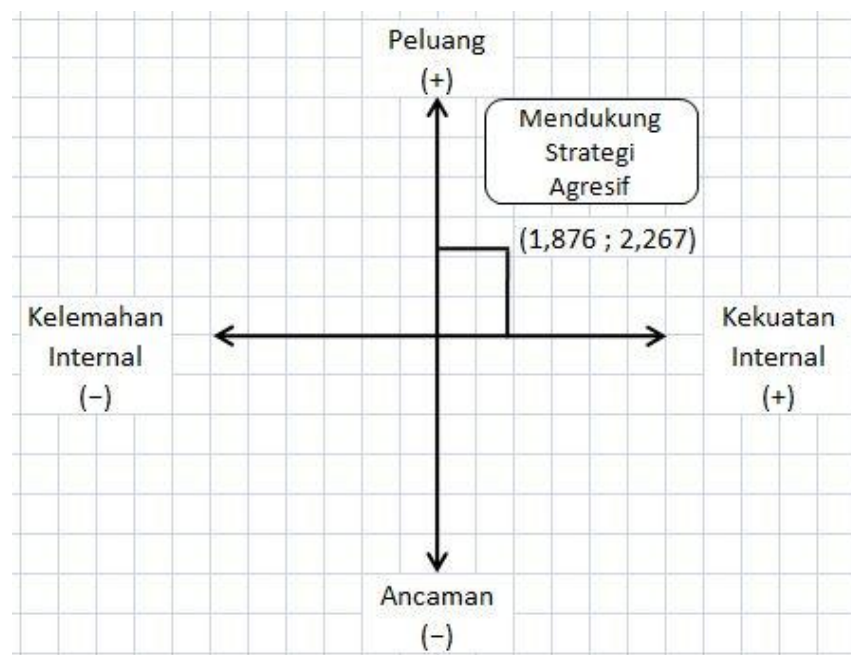 Peluang
(+)
Mendukung
Strategi
Agresif
(1,876 ; 2,267)
Kelemahan
Internal
(−)
Kekuatan
Internal
(+)
Ancaman
(−)